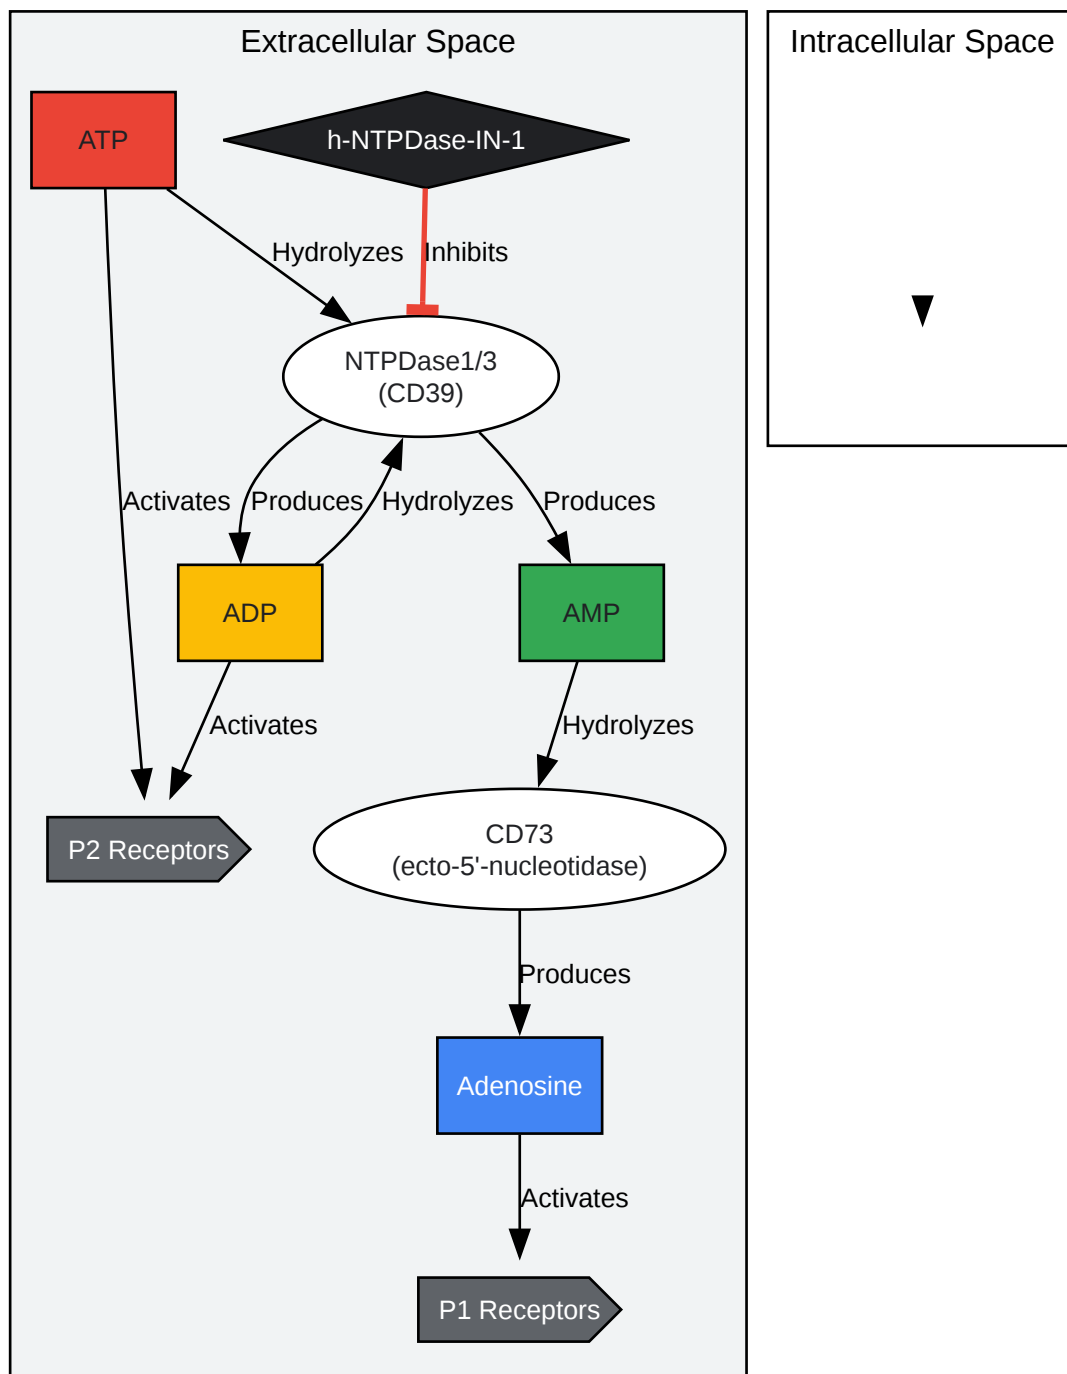 Extracellular Space
Intracellular Space
ATP
h-NTPDase-IN-1
Hydrolyzes
Inhibits
NTPDase1/3
(CD39)
Activates
Produces
Hydrolyzes
Produces
ADP
AMP
Activates
Hydrolyzes
P2 Receptors
CD73
(ecto-5'-nucleotidase)
Produces
Adenosine
Activates
P1 Receptors